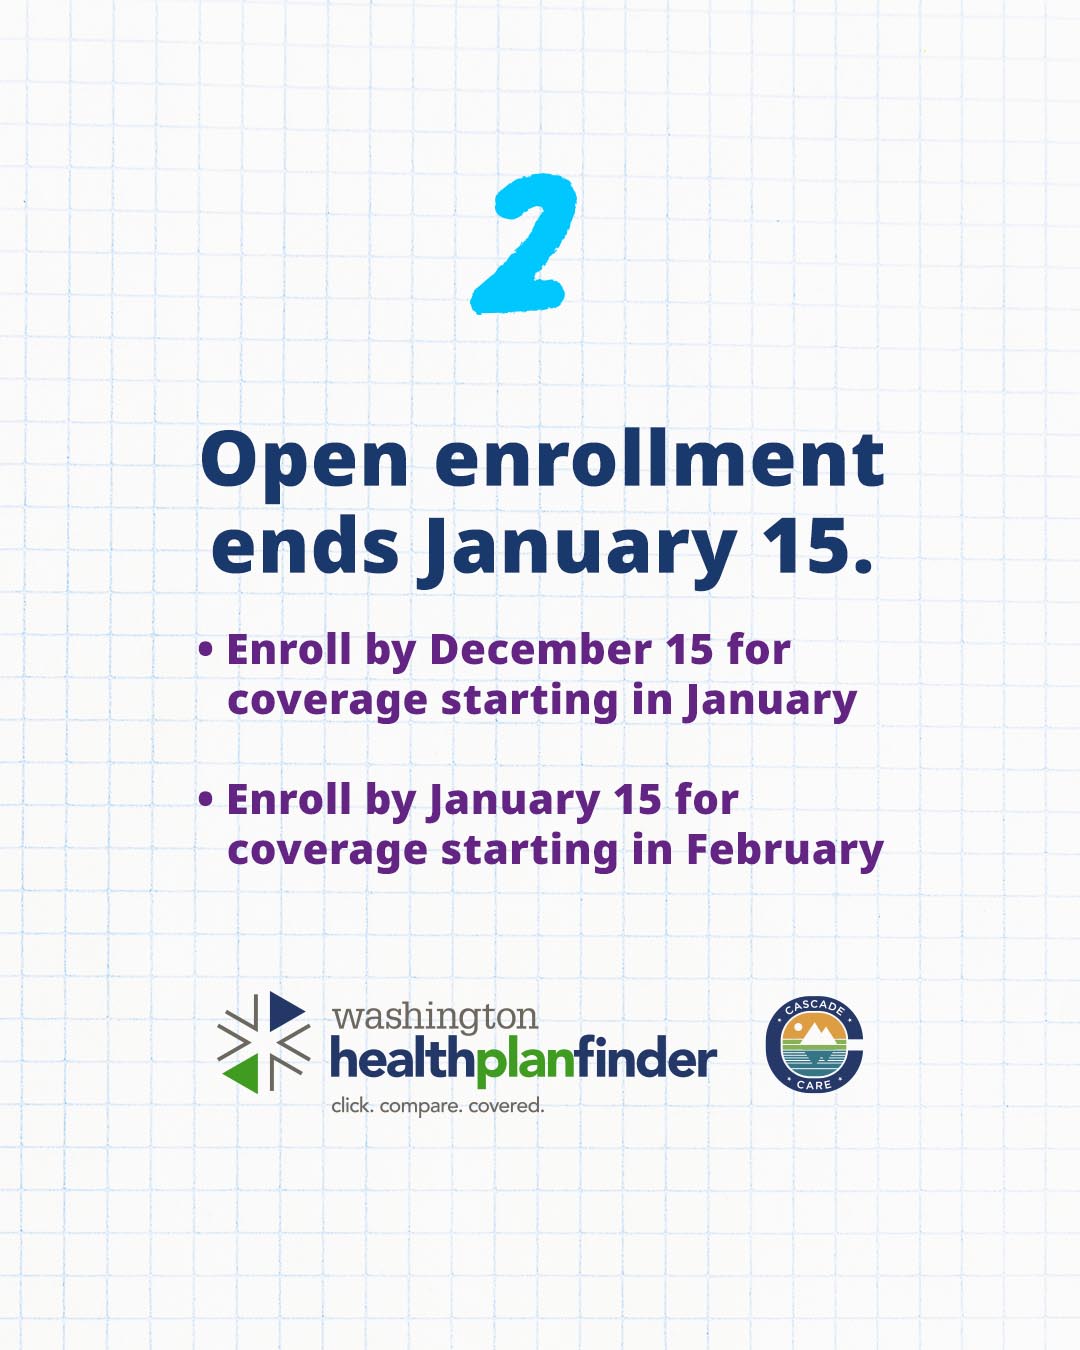 2
Open enrollment
ends January 15.
• Enroll by December 15 for
coverage starting in January
• Enroll by January 15 for
coverage starting in February
washington
healthplanfinder
click. compare. covered.
CASCADE
CARE